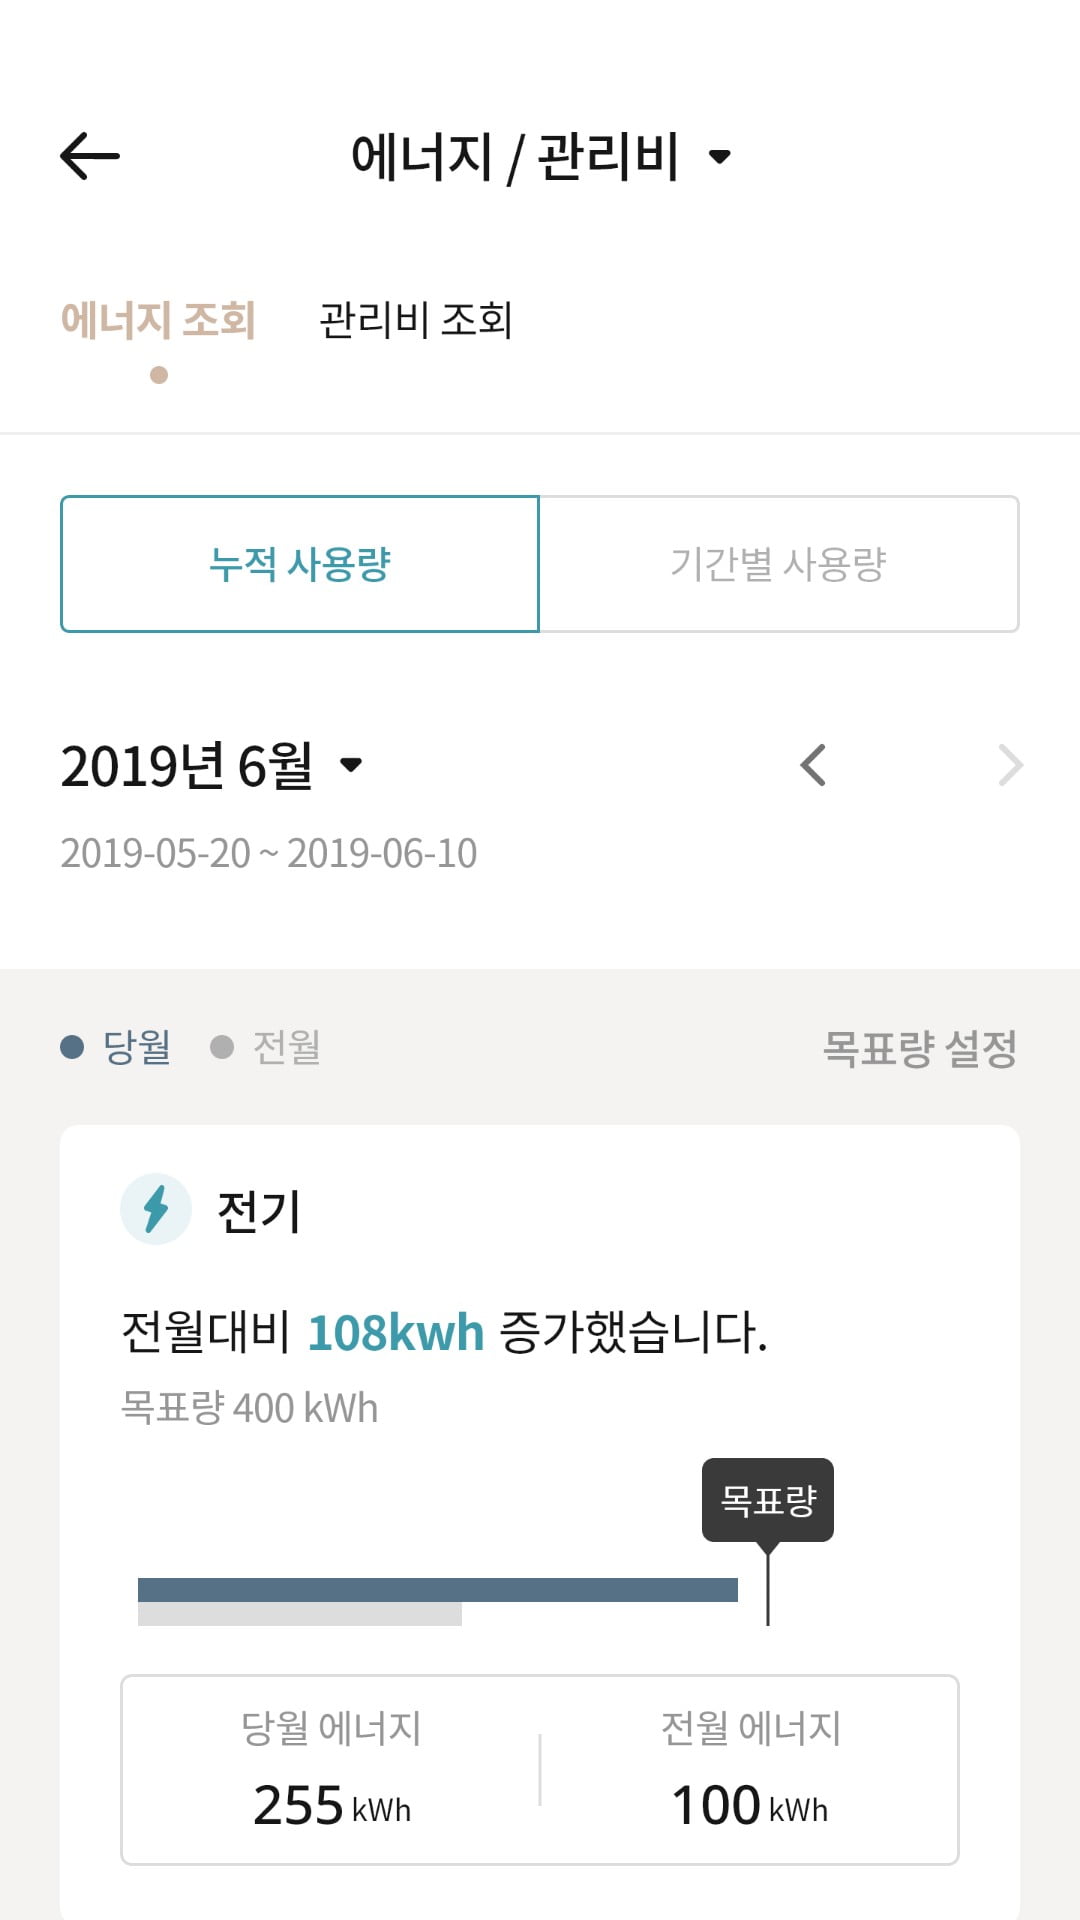 에너지 / 관리비
에너지 조회 관리비 조회
누적 사용량 기간별 사용량
2019년 6월
2019-05-20 ~ 2019-06-10
당월 전월 목표량 설정
전기
전월대비 108kwh 증가했습니다.
목표량 400 kWh
목표량
당월 에너지 전월 에너지
255 kWh 100 kWh